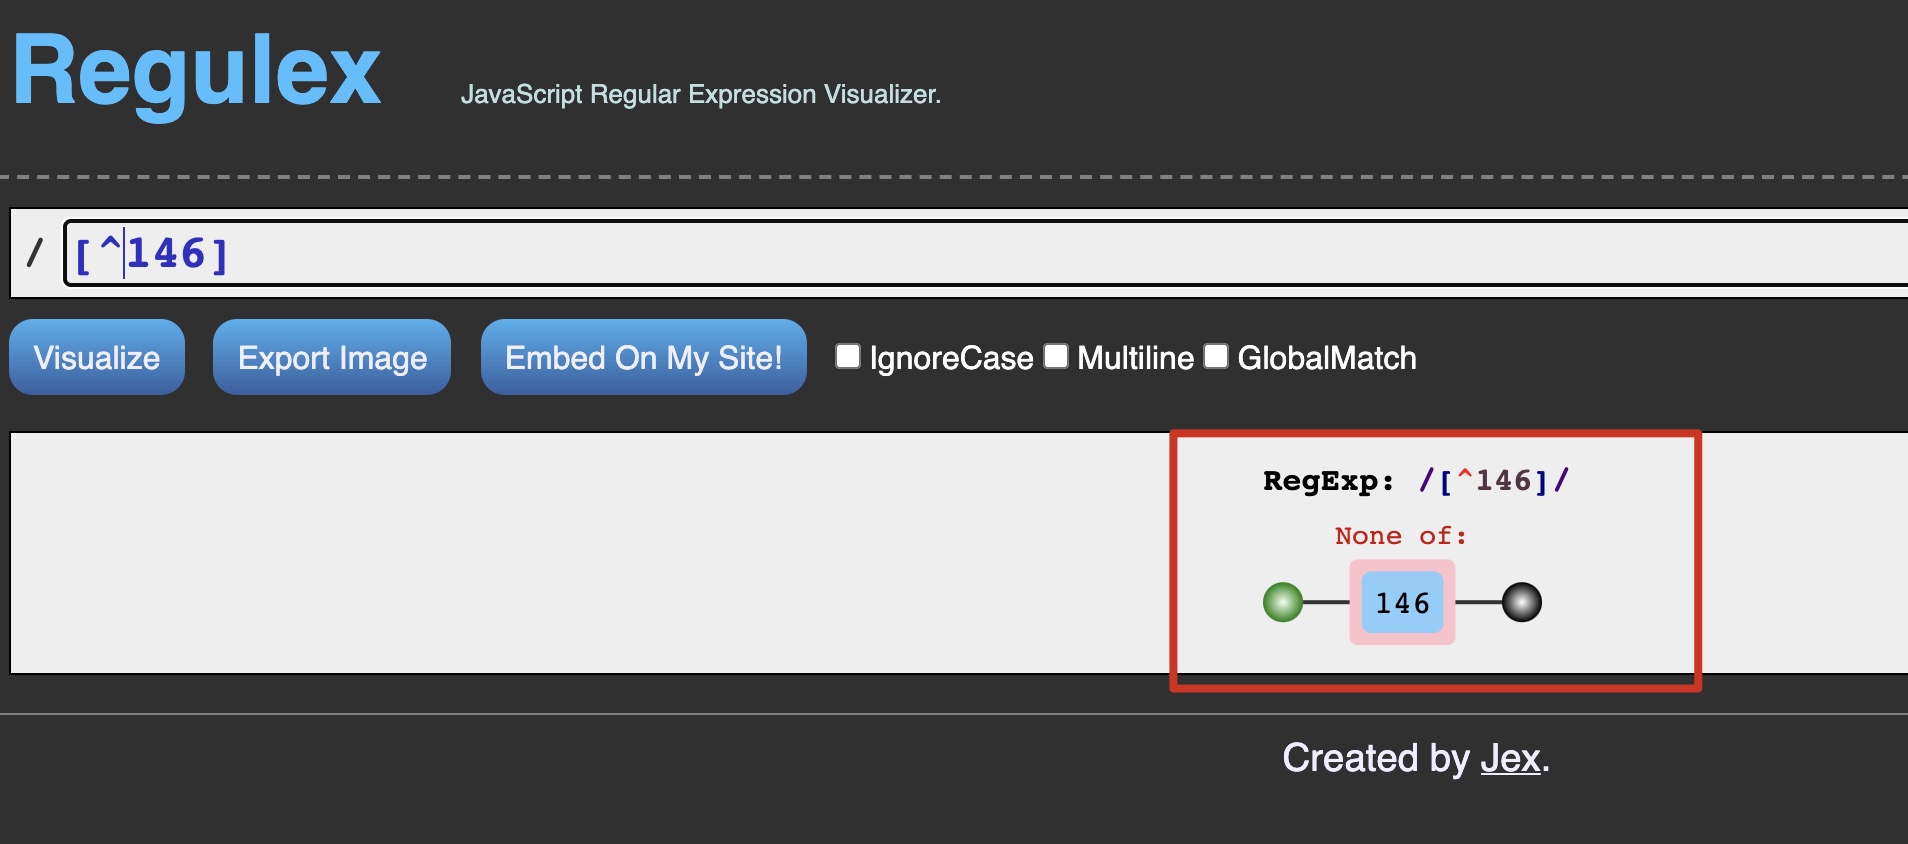 Regulex JavaScript Regular Expression Visualizer.
/ [^146]
Visualize Export Image Embed On My Site! IgnoreCase Multiline GlobalMatch
RegExp: /[^146]/
None of:
146
Created by Jex.